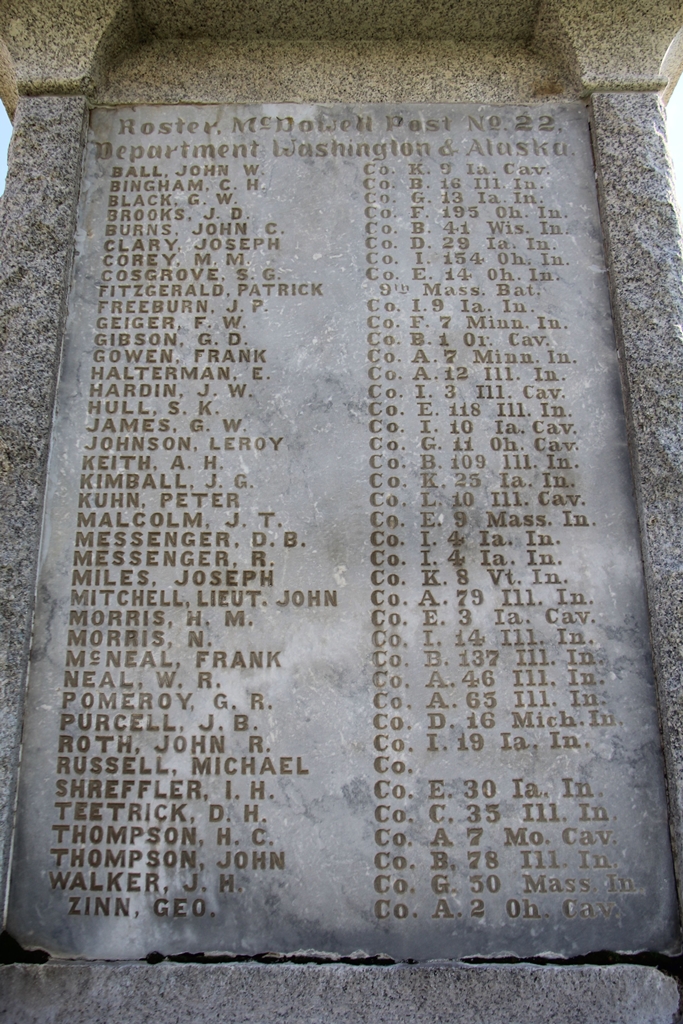 Roster, McDowell Post No. 22,
Department Washington & Alaska.
BALL, JOHN W. Co. K. 9 Ia. Cav.
BINGHAM, C. H. Co. B. 16 Ill. In.
BLACK, G. W. Co. G. 13 Ia. In.
BROOKS, J. D. Co. F. 195 Oh. In.
BURNS, JOHN C. Co. B. 41 Wis. In.
CLARY, JOSEPH Co. D. 29 Ia. In.
COREY, M. M. Co. I. 154 Oh. In.
COSGROVE, S. G. Co. E. 14 Oh. In.
FITZGERALD, PATRICK 9th Mass. Bat.
FREEBURN, J. P. Co. I. 9 Ia. In.
GEIGER, F. W. Co. F. 7 Minn. In.
GIBSON, G. D. Co. B. 1 Or. Cav.
GOWEN, FRANK Co. A. 7 Minn. In.
HALTERMAN, E. Co. A. 12 Ill. In.
HARDIN, J. W. Co. I. 3 Ill. Cav.
HULL, S. K. Co. E. 118 Ill. In.
JAMES, G. W. Co. I. 10 Ia. Cav.
JOHNSON, LEROY Co. G. 11 Oh. Cav.
KEITH, A. H. Co. B. 109 Ill. In.
KIMBALL, J. G. Co. K. 25 Ia. In.
KUHN, PETER Co. L. 10 Ill. Cav.
MALCOLM, J. T. Co. E. 9 Mass. In.
MESSENGER, D. B. Co. I. 4 Ia. In.
MESSENGER, R. Co. I. 4 Ia. In.
MILES, JOSEPH Co. K. 8 Vt. In.
MITCHELL, LIEUT. JOHN Co. A. 79 Ill. In.
MORRIS, H. M. Co. E. 3 Ia. Cav.
MORRIS, N. Co. I. 14 Ill. In.
McNEAL, FRANK Co. B. 137 Ill. In.
NEAL, W. R. Co. A. 46 Ill. In.
POMEROY, G. R. Co. A. 65 Ill. In.
PURCELL, J. B. Co. D. 16 Mich. In.
ROTH, JOHN R. Co. I. 19 Ia. In.
RUSSELL, MICHAEL Co.
SHREFFLER, I. H. Co. E. 30 Ia. In.
TEETRICK, D. H. Co. C. 35 Ill. In.
THOMPSON, H. C. Co. A 7 Mo. Cav.
THOMPSON, JOHN Co. B. 78 Ill. In.
WALKER, J. H. Co. G. 30 Mass. In.
ZINN, GEO. Co. A. 2 Oh. Cav.